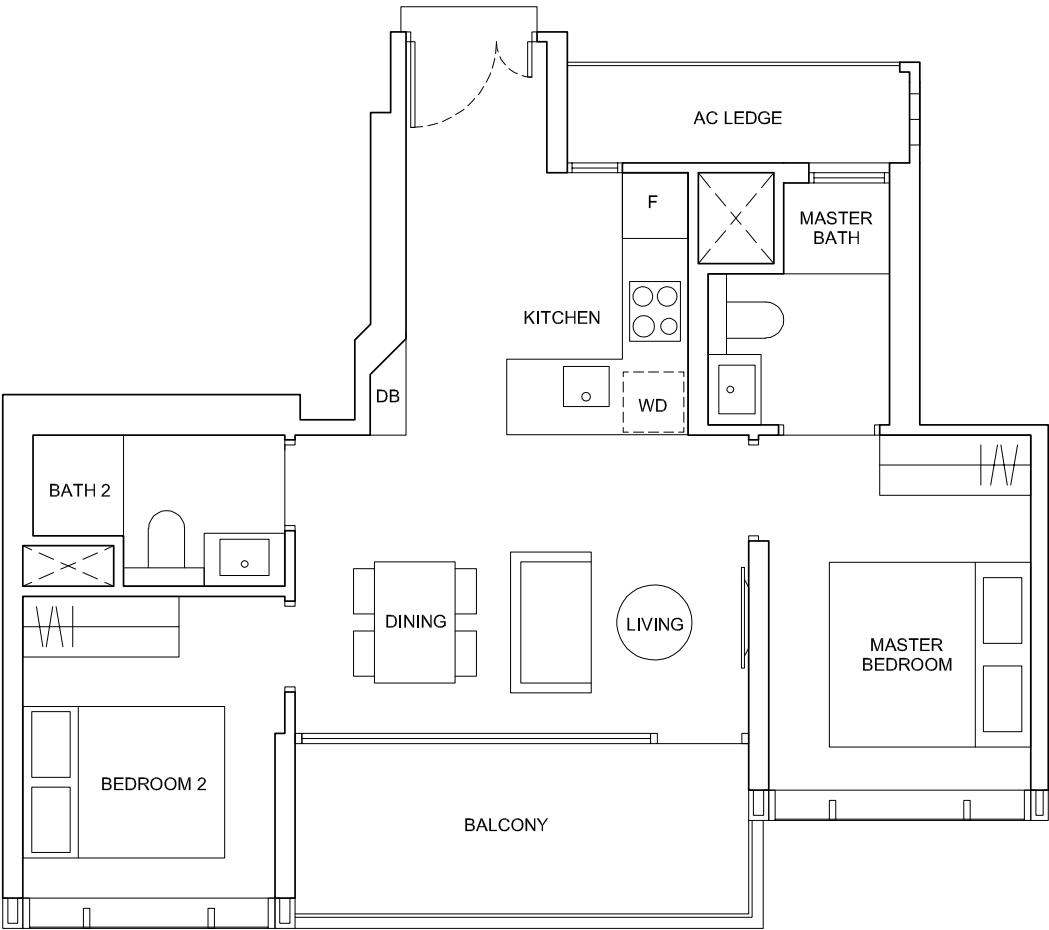 AC LEDGE
F
MASTER
BATH
KITCHEN
DB
WD
BATH 2
DINING
LIVING
MASTER
BEDROOM
BEDROOM 2
BALCONY